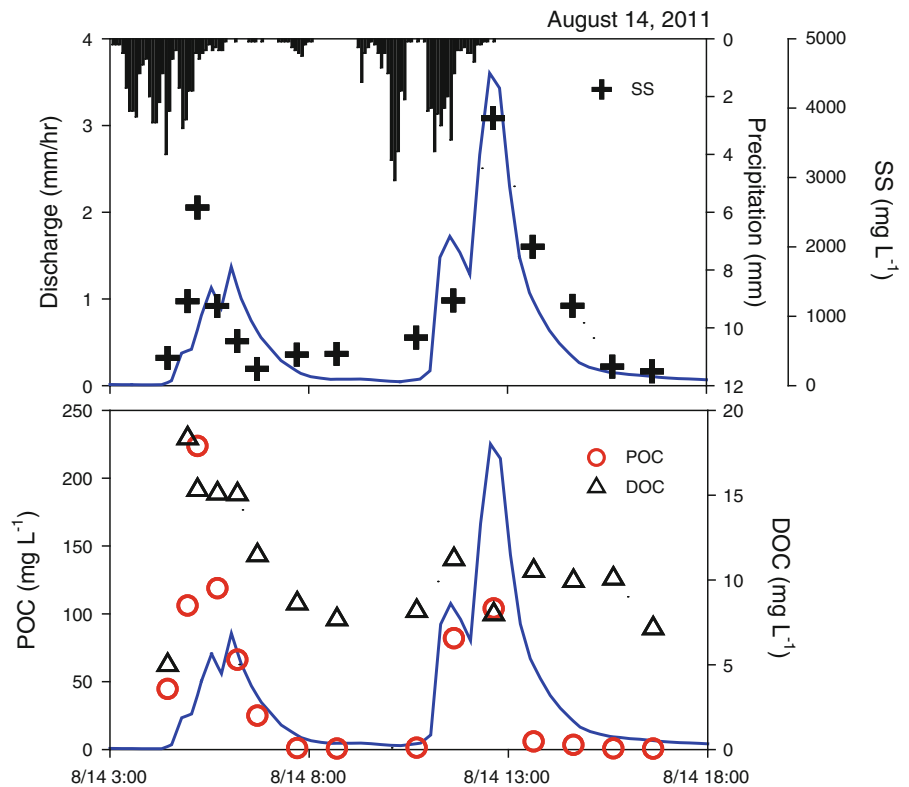 August 14, 2011
4 0 5000
SS
2 4000
3 4
3000
2 6
2000
8
1 1000
10
0 12 0
Discharge (mm/hr)
Precipitation (mm)
SS (mg L⁻¹)
250 20
POC
DOC
200
15
150
10
100
5
50
0 0
POC (mg L⁻¹)
DOC (mg L⁻¹)
8/14 3:00 8/14 8:00 8/14 13:00 8/14 18:00